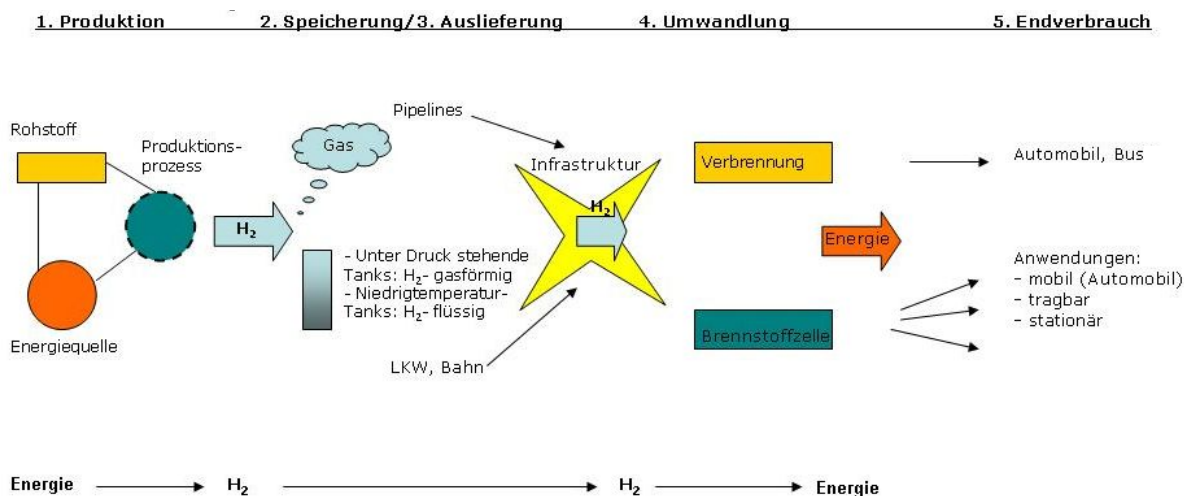 1. Produktion 2. Speicherung/3. Auslieferung 4. Umwandlung 5. Endverbrauch
Pipelines
Rohstoff
Produktions-
prozess
Gas
Infrastruktur
Verbrennung
Automobil, Bus
H₂
H₂
Energie
- Unter Druck stehende
Tanks: H₂- gasförmig
- Niedrigtemperatur-
Tanks: H₂- flüssig
Anwendungen:
- mobil (Automobil)
- tragbar
- stationär
Energiequelle
Brennstoffzelle
LKW, Bahn
Energie H₂ H₂ Energie